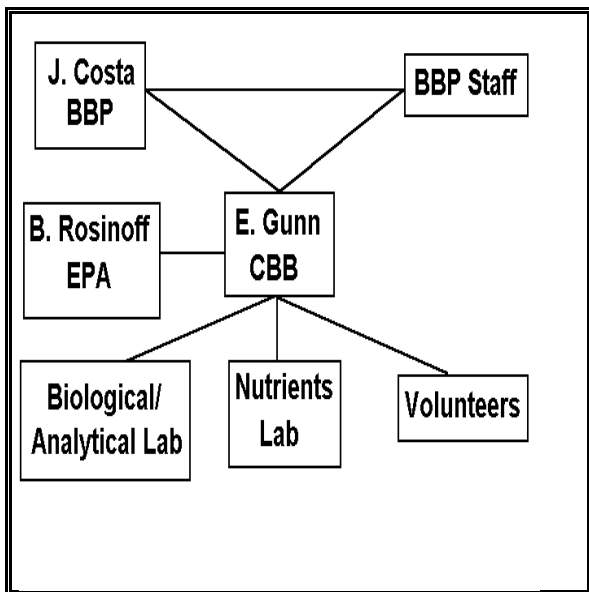 J. Costa
BBP
BBP Staff
B. Rosinoff
EPA
E. Gunn
CBB
Biological/
Analytical Lab
Nutrients
Lab
Volunteers